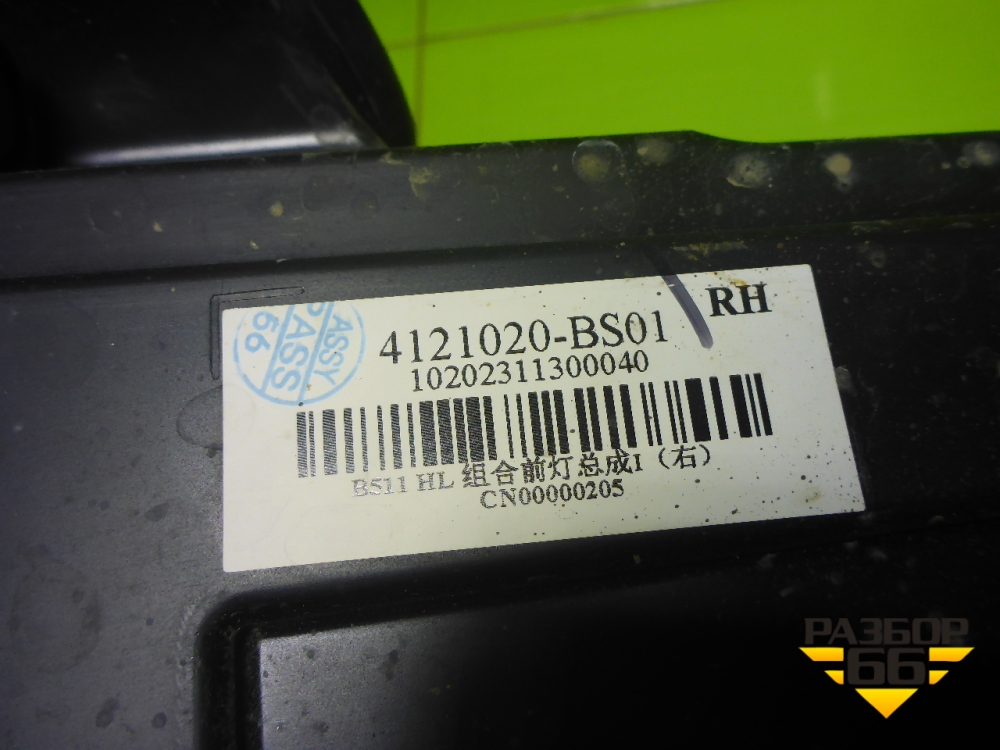 RH
4121020-BS01
10202311300040
B511 HL 组合前灯总成I（右）
CN00000205
ASSY
PASS
66
РАЗБОР
66